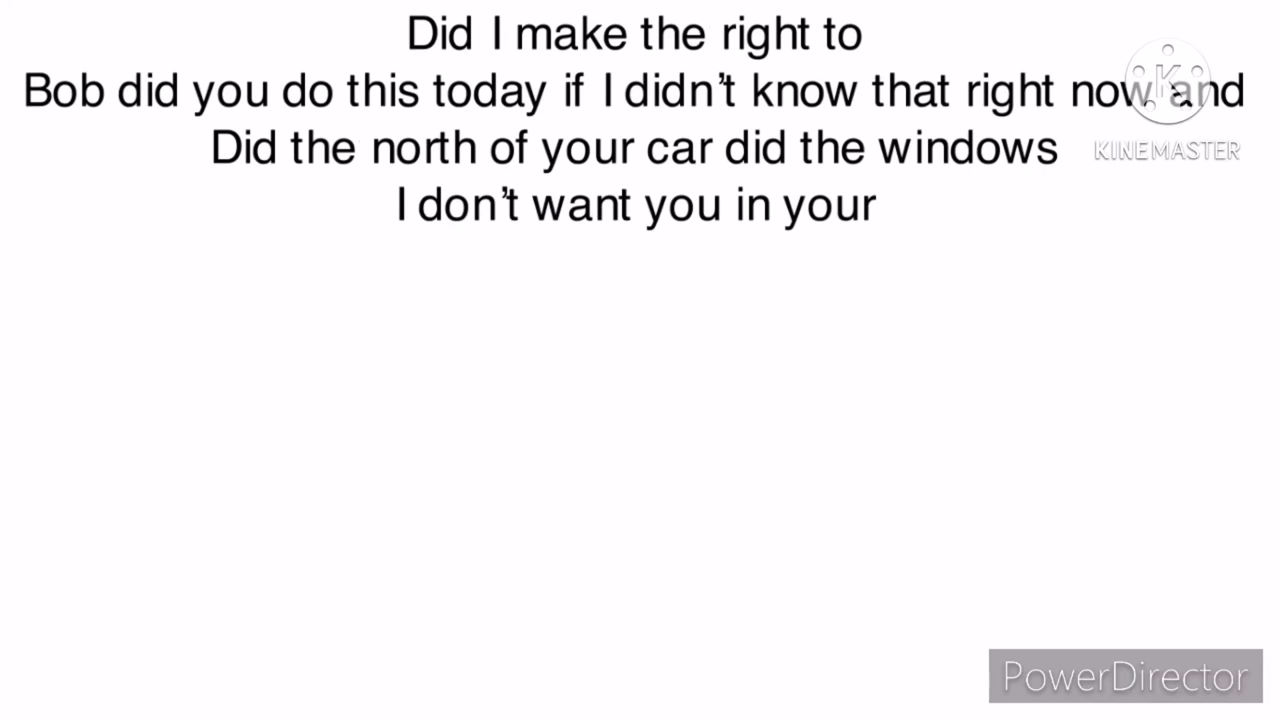 Did I make the right to
Bob did you do this today if I didn't know that right now and
Did the north of your car did the windows
I don't want you in your
K
KINEMASTER
PowerDirector